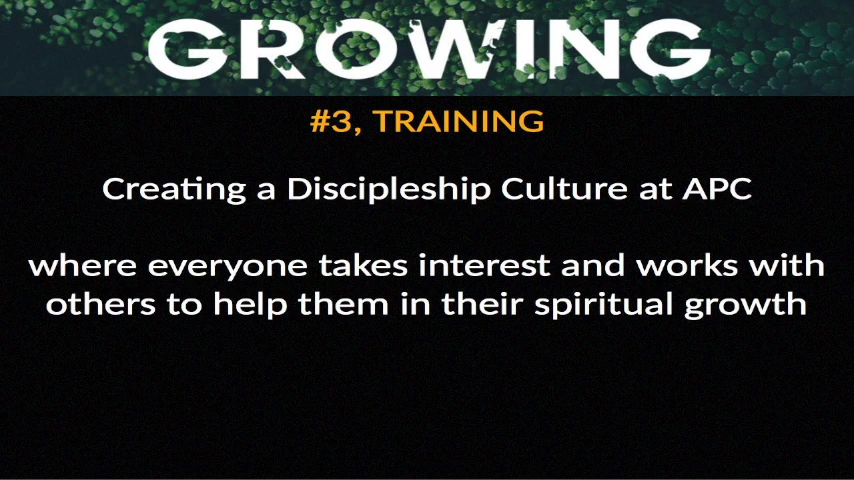 GROWING
#3, TRAINING
Creating a Discipleship Culture at APC
where everyone takes interest and works with
others to help them in their spiritual growth